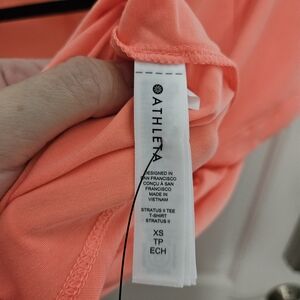 ATHLETA
DESIGNED IN
SAN FRANCISCO
CONÇU À SAN
FRANCISCO
MADE IN
VIETNAM
STRATUS II TEE
T-SHIRT
STRATUS II
XS
TP
ECH